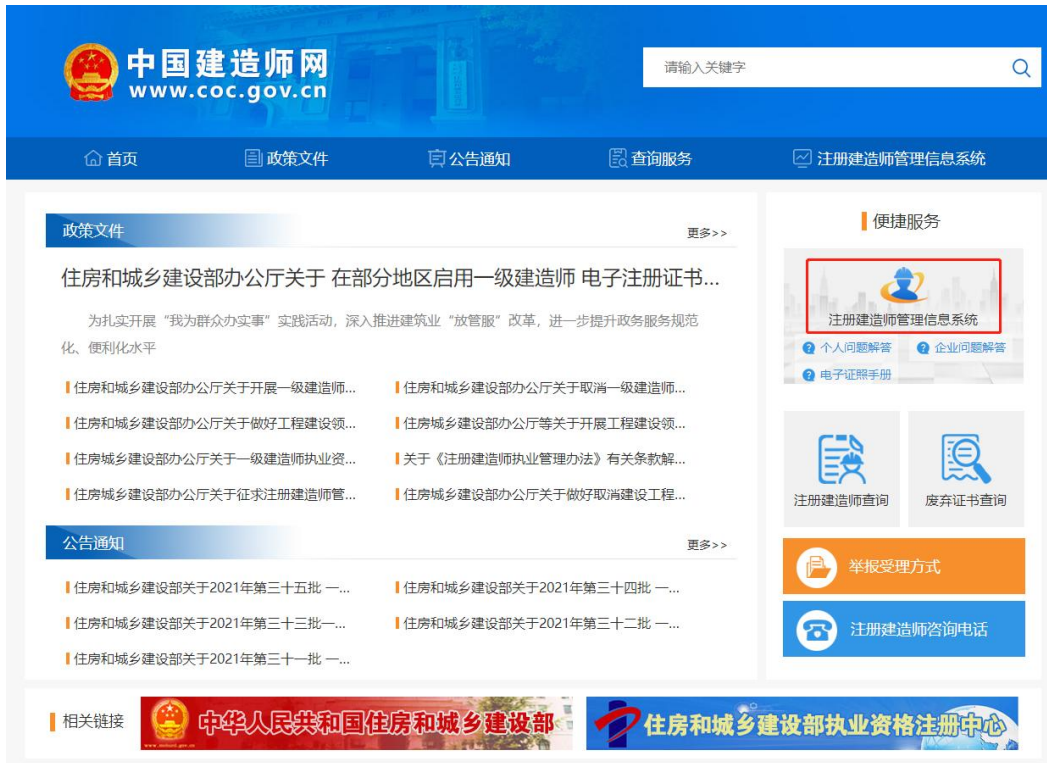 中国建造师网
www.coc.gov.cn
请输入关键字
首页
政策文件
公告通知
查询服务
注册建造师管理信息系统
政策文件
更多>>
住房和城乡建设部办公厅关于 在部分地区启用一级建造师 电子注册证书...
为扎实开展“我为群众办实事”实践活动，深入推进建筑业“放管服”改革，进一步提升政务服务规范
化、便利化水平
住房和城乡建设部办公厅关于开展一级建造师...
住房和城乡建设部办公厅关于取消一级建造师...
住房和城乡建设部办公厅关于做好工程建设领...
住房城乡建设部办公厅等关于开展工程建设领...
住房城乡建设部办公厅关于一级建造师执业资...
关于《注册建造师执业管理办法》有关条款解...
住房城乡建设部办公厅关于征求注册建造师管...
住房城乡建设部办公厅关于做好取消建设工程...
公告通知
更多>>
住房和城乡建设部关于2021年第三十五批 一...
住房和城乡建设部关于2021年第三十四批 一...
住房和城乡建设部关于2021年第三十三批一...
住房和城乡建设部关于2021年第三十二批 一...
住房和城乡建设部关于2021年第三十一批 一...
便捷服务
注册建造师管理信息系统
个人问题解答
企业问题解答
电子证照手册
注册建造师查询
废弃证书查询
举报受理方式
注册建造师咨询电话
相关链接
中华人民共和国住房和城乡建设部
住房和城乡建设部执业资格注册中心